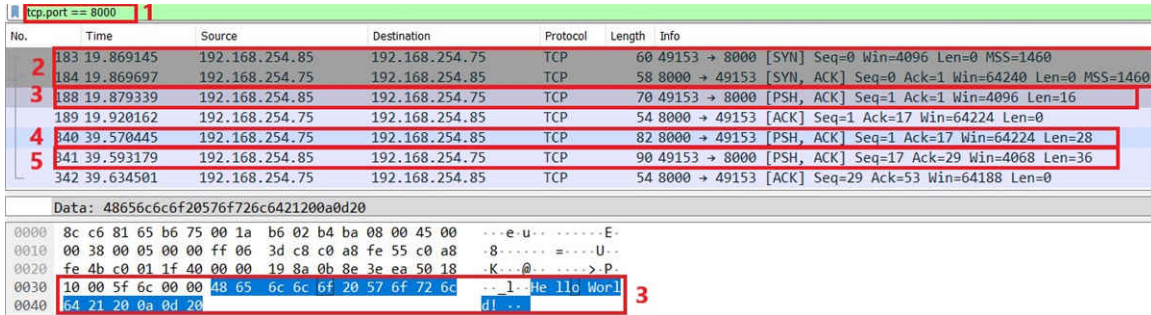 tcp.port == 8000 1
No. Time Source Destination Protocol Length Info
2
183 19.869145 192.168.254.85 192.168.254.75 TCP 60 49153 → 8000 [SYN] Seq=0 Win=4096 Len=0 MSS=1460
184 19.869697 192.168.254.75 192.168.254.85 TCP 58 8000 → 49153 [SYN, ACK] Seq=0 Ack=1 Win=64240 Len=0 MSS=1460
3 188 19.879339 192.168.254.85 192.168.254.75 TCP 70 49153 → 8000 [PSH, ACK] Seq=1 Ack=1 Win=4096 Len=16
189 19.920162 192.168.254.75 192.168.254.85 TCP 54 8000 → 49153 [ACK] Seq=1 Ack=17 Win=64224 Len=0
4 340 39.570445 192.168.254.75 192.168.254.85 TCP 82 8000 → 49153 [PSH, ACK] Seq=1 Ack=17 Win=64224 Len=28
5 341 39.593179 192.168.254.85 192.168.254.75 TCP 90 49153 → 8000 [PSH, ACK] Seq=17 Ack=29 Win=4068 Len=36
342 39.634501 192.168.254.75 192.168.254.85 TCP 54 8000 → 49153 [ACK] Seq=29 Ack=53 Win=64188 Len=0
Data: 48656c6c6f20576f726c6421200a0d20
0000 8c c6 81 65 b6 75 00 1a b6 02 b4 ba 08 00 45 00 ···e·u·· ······E·
0010 00 38 00 05 00 00 ff 06 3d c8 c0 a8 fe 55 c0 a8 ·8······ =····U··
0020 fe 4b c0 01 1f 40 00 00 19 8a 0b 8e 3e ea 50 18 ·K···@·· ····>·P·
0030 10 00 5f 6c 00 00 48 65 6c 6c 6f 20 57 6f 72 6c ··_l··He llo Worl
0040 64 21 20 0a 0d 20 d! ··
3